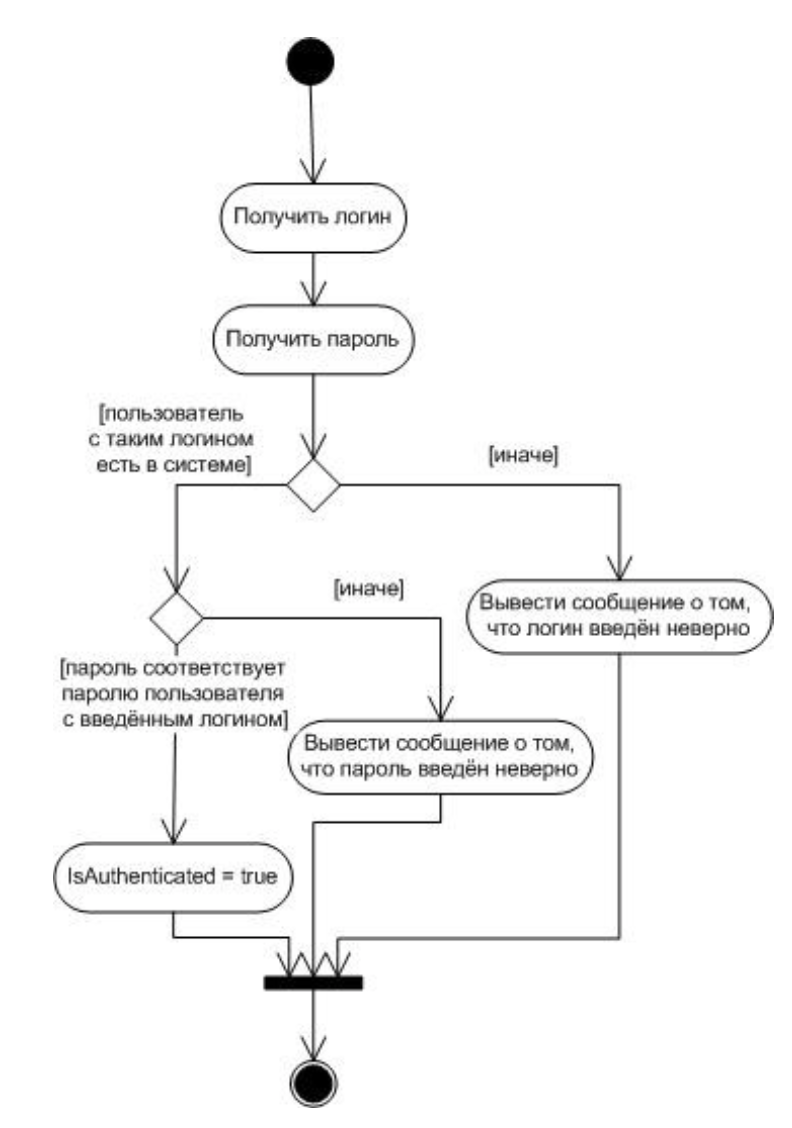 Получить логин
Получить пароль
[пользователь
с таким логином
есть в системе]
[иначе]
[иначе]
Вывести сообщение о том,
что логин введён неверно
[пароль соответствует
паролю пользователя
с введённым логином]
Вывести сообщение о том,
что пароль введён неверно
IsAuthenticated = true